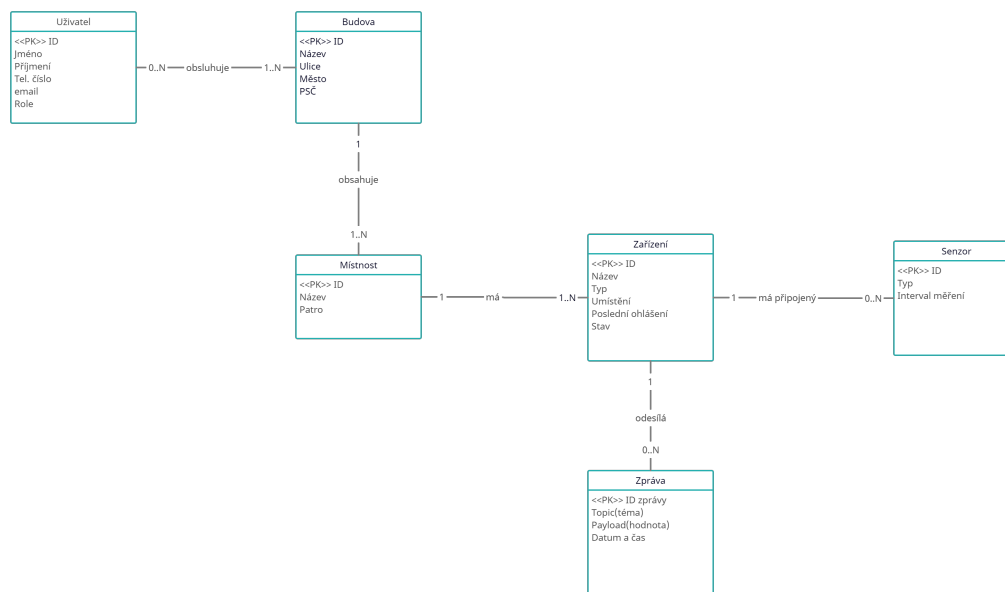 Uživatel
<<PK>> ID
Jméno
Příjmení
Tel. číslo
email
Role
0..N
obsluhuje
1..N
Budova
<<PK>> ID
Název
Ulice
Město
PSČ
1
obsahuje
1..N
Místnost
<<PK>> ID
Název
Patro
1
má
1..N
Zařízení
<<PK>> ID
Název
Typ
Umístění
Poslední ohlášení
Stav
1
má připojený
0..N
Senzor
<<PK>> ID
Typ
Interval měření
1
odesílá
0..N
Zpráva
<<PK>> ID zprávy
Topic(téma)
Payload(hodnota)
Datum a čas